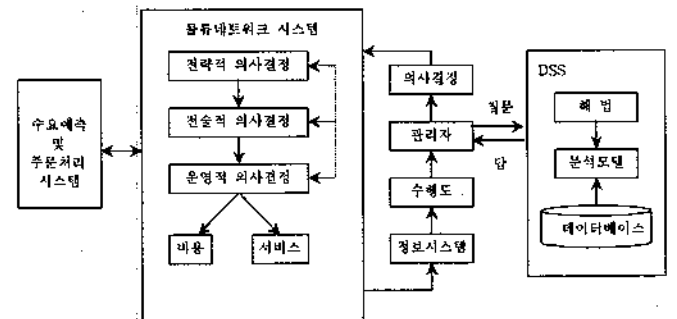 물류네트워크 시스템
전략적 의사결정
전술적 의사결정
운영적 의사결정
비용
서비스
수요예측
및
주문처리
시스템
의사결정
관리자
수행도
정보시스템
질문
답
DSS
해 법
분석모델
데이터베이스